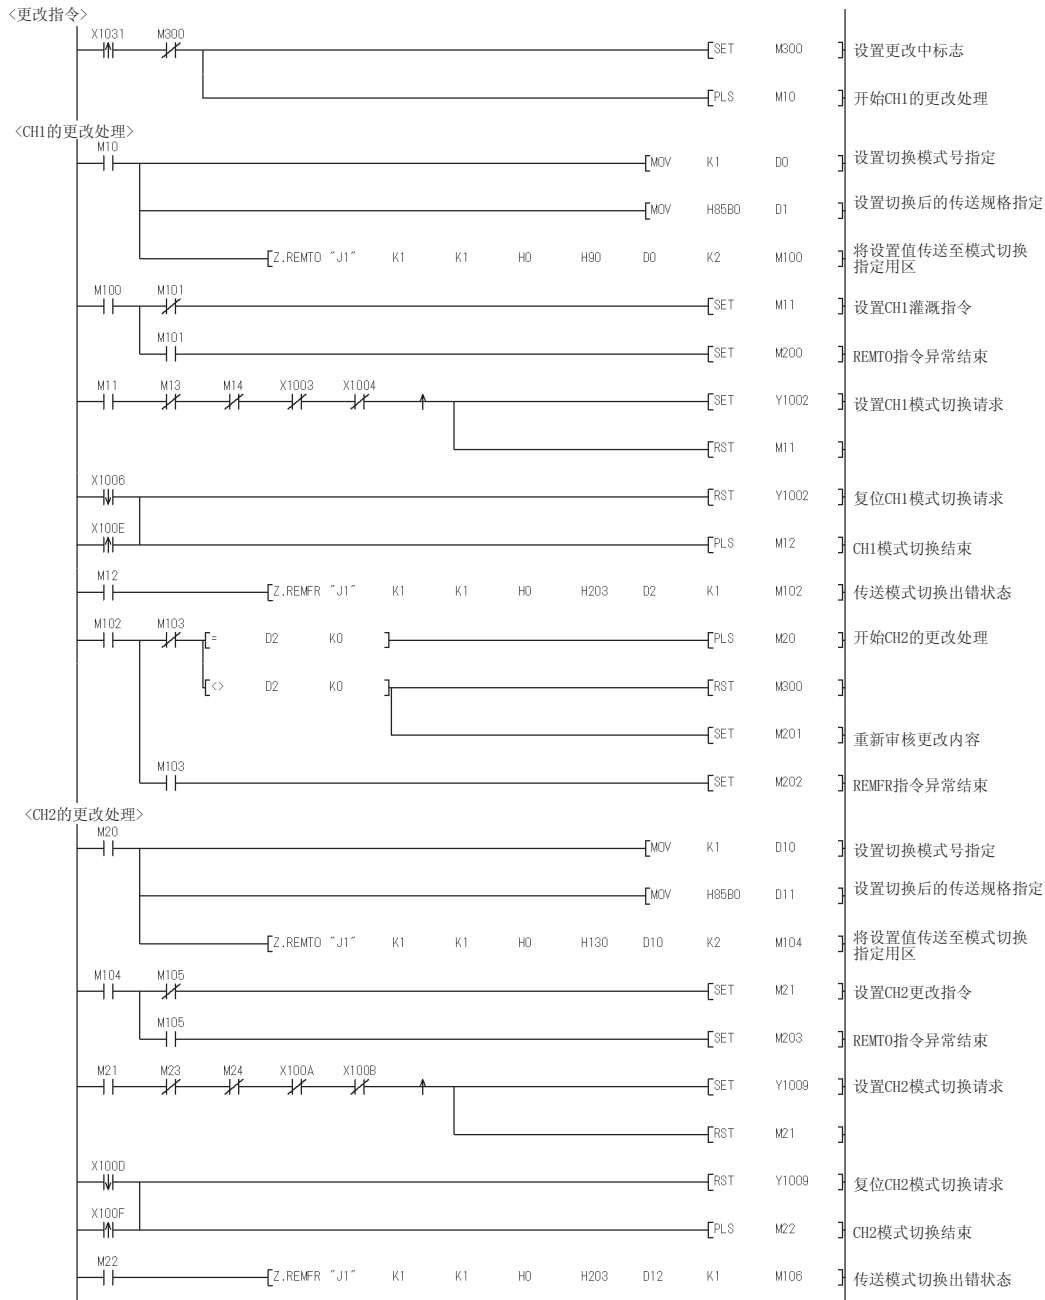 <更改指令>
X1031 M300
SET M300 设置更改中标志
PLS M10 开始CH1的更改处理
<CH1的更改处理>
M10
MOV K1 D0 设置切换模式号指定
MOV H85B0 D1 设置切换后的传送规格指定
Z.REMTO "J1" K1 K1 H0 H90 D0 K2 M100 将设置值传送至模式切换
指定用区
M100 M101
SET M11 设置CH1灌溉指令
M101
SET M200 REMTO指令异常结束
M11 M13 M14 X1003 X1004
SET Y1002 设置CH1模式切换请求
RST M11
X1006
RST Y1002 复位CH1模式切换请求
X100E
PLS M12 CH1模式切换结束
M12
Z.REMFR "J1" K1 K1 H0 H203 D2 K1 M102 传送模式切换出错状态
M102 M103
= D2 K0 PLS M20 开始CH2的更改处理
<> D2 K0 RST M300
SET M201 重新审核更改内容
M103
SET M202 REMFR指令异常结束
<CH2的更改处理>
M20
MOV K1 D10 设置切换模式号指定
MOV H85B0 D11 设置切换后的传送规格指定
Z.REMTO "J1" K1 K1 H0 H130 D10 K2 M104 将设置值传送至模式切换
指定用区
M104 M105
SET M21 设置CH2更改指令
M105
SET M203 REMTO指令异常结束
M21 M23 M24 X100A X100B
SET Y1009 设置CH2模式切换请求
RST M21
X100D
RST Y1009 复位CH2模式切换请求
X100F
PLS M22 CH2模式切换结束
M22
Z.REMFR "J1" K1 K1 H0 H203 D12 K1 M106 传送模式切换出错状态